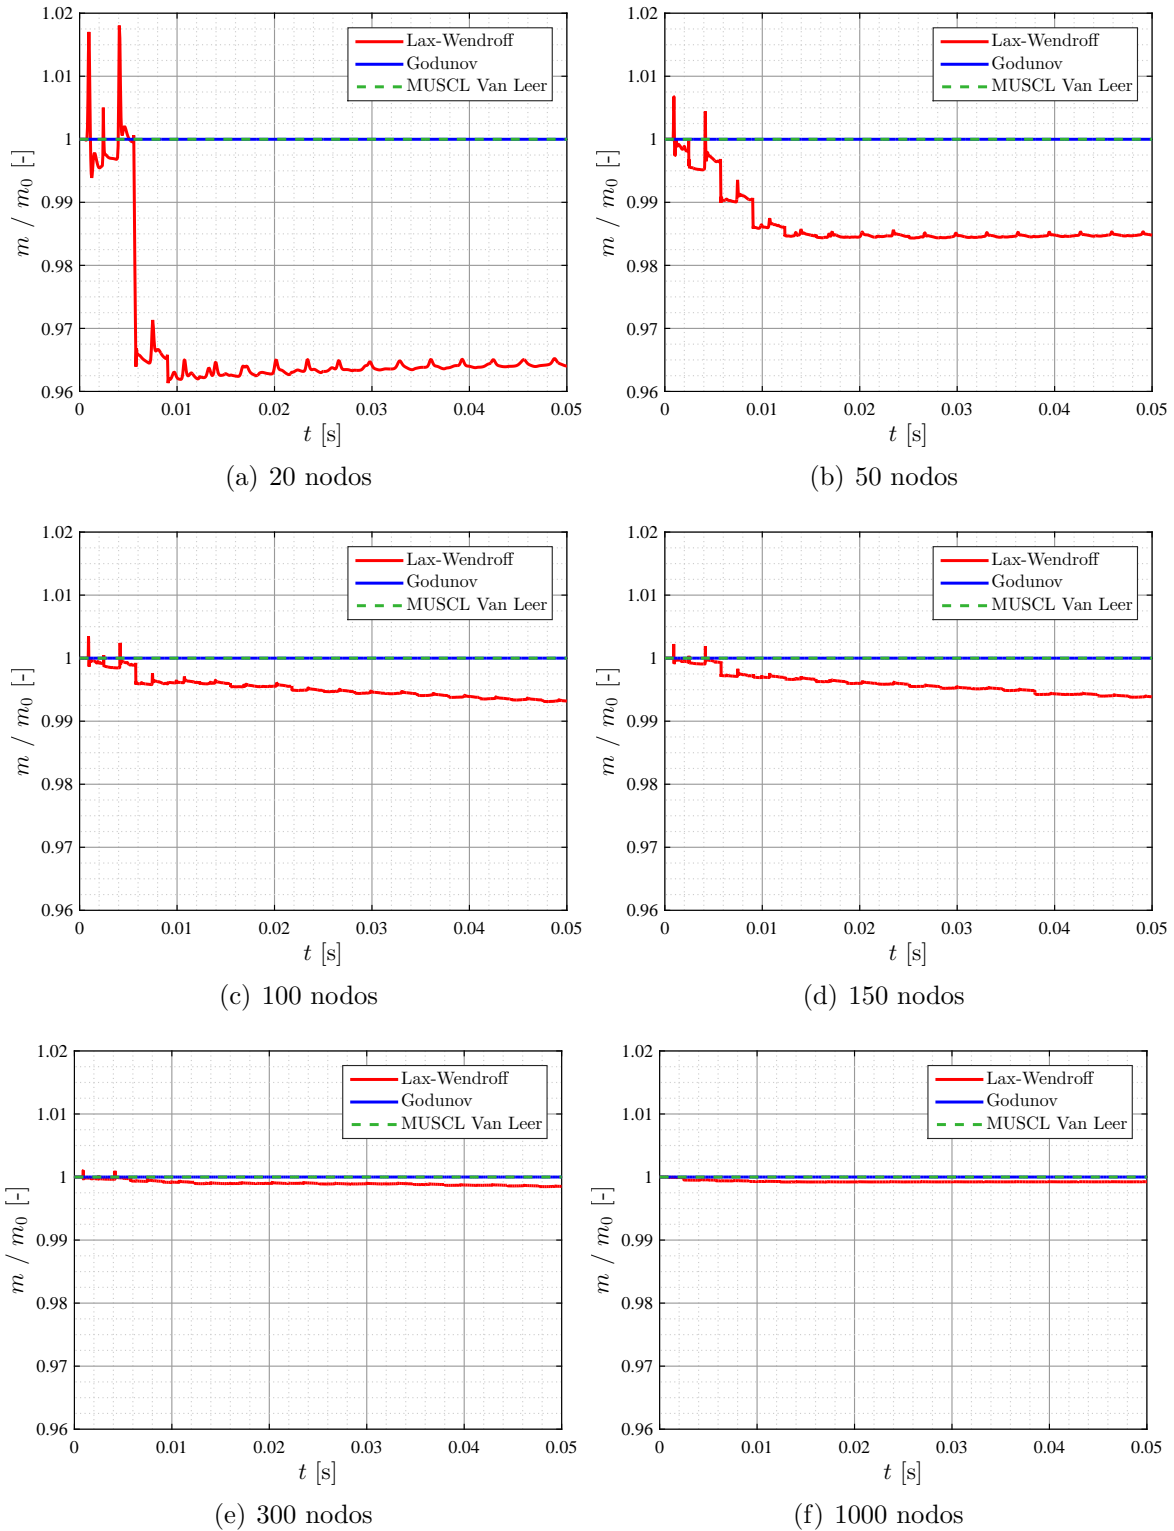 1.02
1.01
1
0.99
0.98
0.97
0.96
m / m0 [-]
Lax-Wendroff
Godunov
MUSCL Van Leer
0 0.01 0.02 0.03 0.04 0.05
t [s]
(a) 20 nodos
1.02
1.01
1
0.99
0.98
0.97
0.96
m / m0 [-]
Lax-Wendroff
Godunov
MUSCL Van Leer
0 0.01 0.02 0.03 0.04 0.05
t [s]
(b) 50 nodos
1.02
1.01
1
0.99
0.98
0.97
0.96
m / m0 [-]
Lax-Wendroff
Godunov
MUSCL Van Leer
0 0.01 0.02 0.03 0.04 0.05
t [s]
(c) 100 nodos
1.02
1.01
1
0.99
0.98
0.97
0.96
m / m0 [-]
Lax-Wendroff
Godunov
MUSCL Van Leer
0 0.01 0.02 0.03 0.04 0.05
t [s]
(d) 150 nodos
1.02
1.01
1
0.99
0.98
0.97
0.96
m / m0 [-]
Lax-Wendroff
Godunov
MUSCL Van Leer
0 0.01 0.02 0.03 0.04 0.05
t [s]
(e) 300 nodos
1.02
1.01
1
0.99
0.98
0.97
0.96
m / m0 [-]
Lax-Wendroff
Godunov
MUSCL Van Leer
0 0.01 0.02 0.03 0.04 0.05
t [s]
(f) 1000 nodos